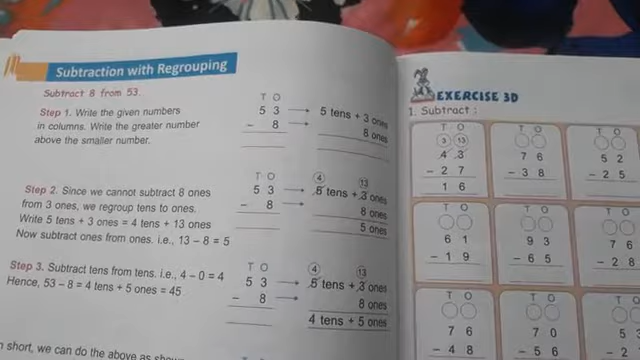 Subtraction with Regrouping
Subtract 8 from 53.
Step 1. Write the given numbers
in columns. Write the greater number
above the smaller number.
T O
5 3 → 5 tens + 3 ones
− 8 8 ones
Step 2. Since we cannot subtract 8 ones
from 3 ones, we regroup tens to ones.
Write 5 tens + 3 ones = 4 tens + 13 ones
Now subtract ones from ones. i.e., 13 − 8 = 5
T O 4 13
5 3 → 5 tens + 3 ones
− 8 → 8 ones
5 ones
Step 3. Subtract tens from tens. i.e., 4 − 0 = 4
Hence, 53 − 8 = 4 tens + 5 ones = 45
T O 4 13
5 3 → 5 tens + 3 ones
− 8 → 8 ones
4 tens + 5 ones
short, we can do the above as
EXERCISE 3D
1. Subtract :
T O T O T O
3 13
4 3 7 6 5 2
− 2 7 − 3 8 − 2 5
1 6
T O T O T O
6 1 9 3 7 6
− 1 9 − 6 5 − 2 8
T O T O T
7 6 7 0 5
− 4 8 − 5 6 − 2